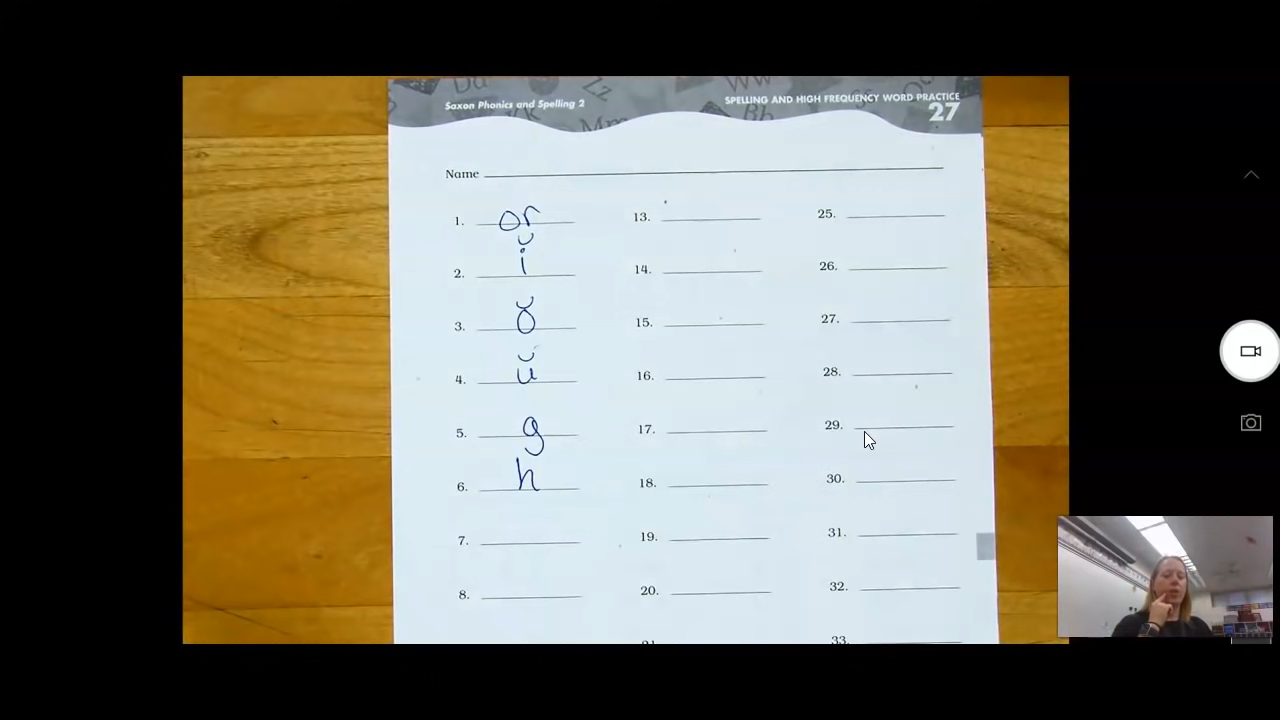 Saxon Phonics and Spelling 2
SPELLING AND HIGH FREQUENCY WORD PRACTICE
27
Name
1. or
2. ĭ
3. ŏ
4. ŭ
5. g
6. h
7.
8.
13.
14.
15.
16.
17.
18.
19.
20.
25.
26.
27.
28.
29.
30.
31.
32.
33.